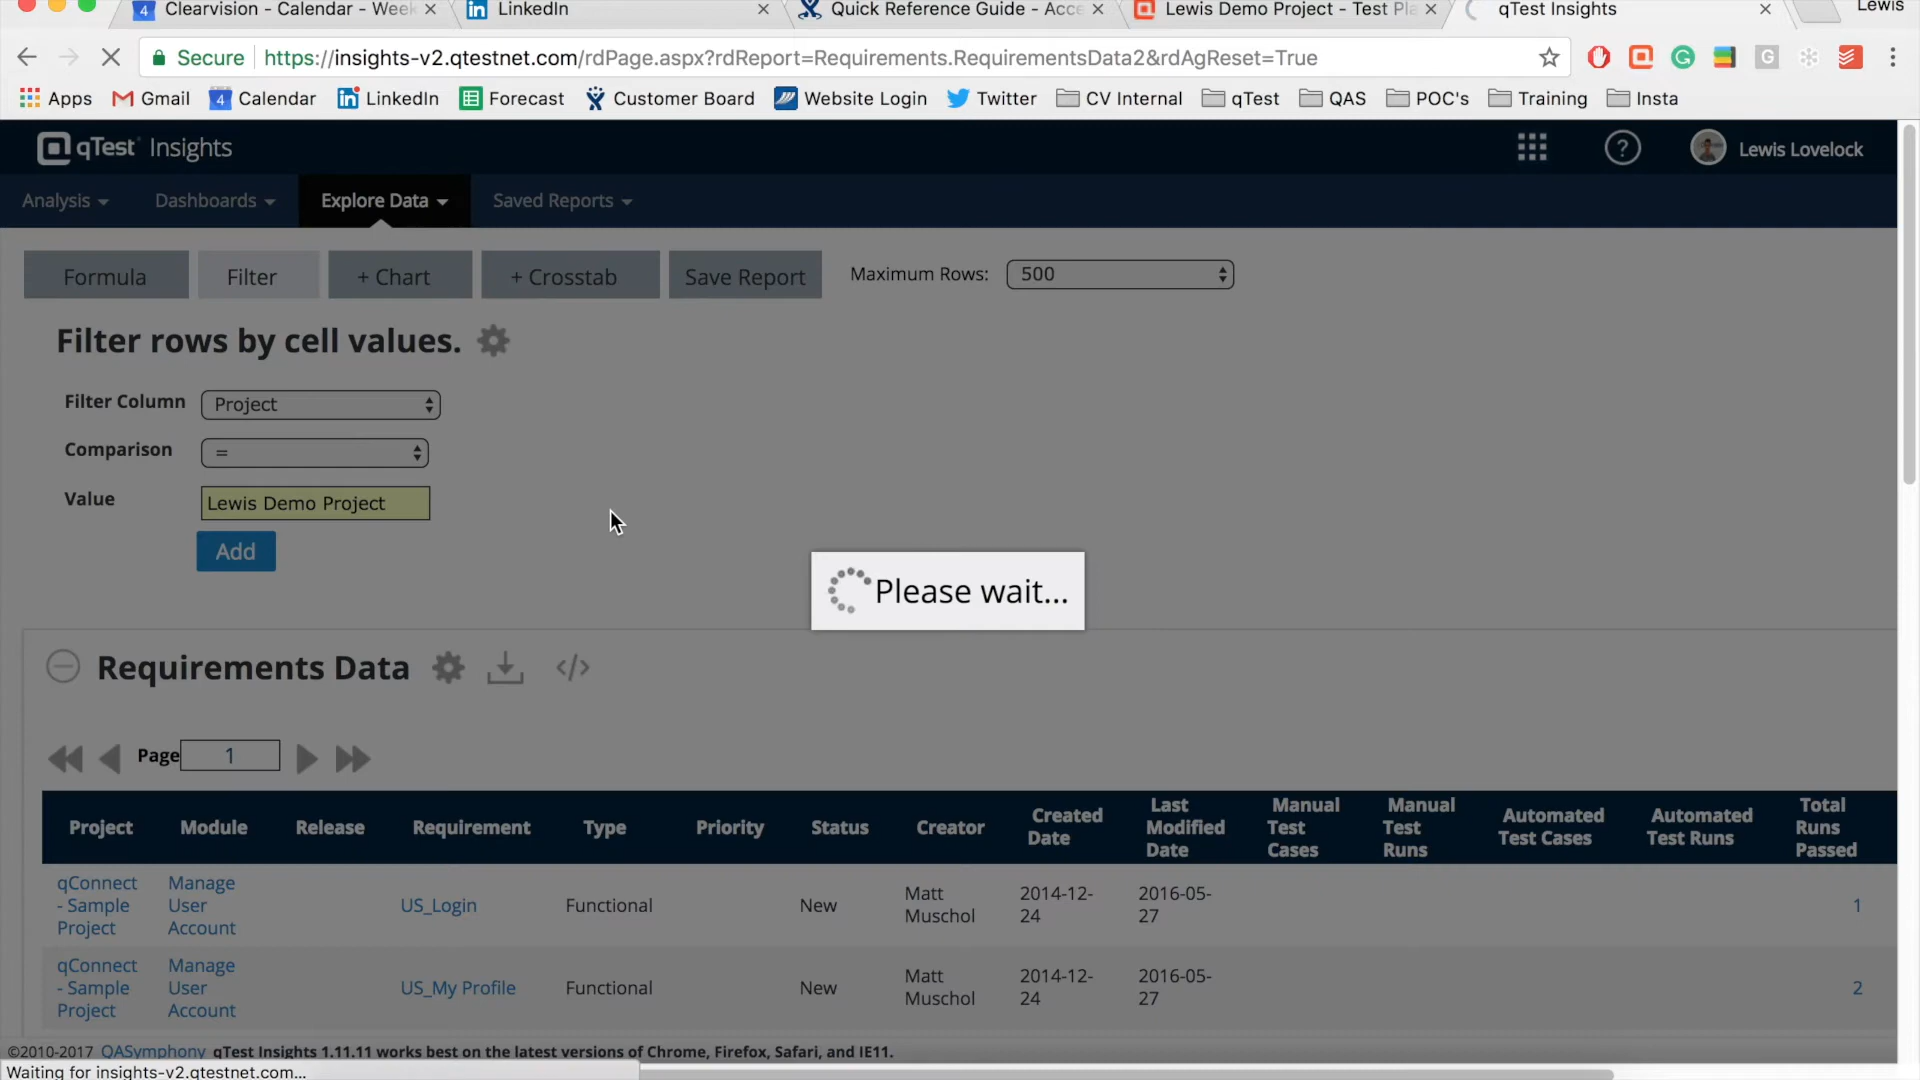 Clearvision - Calendar - Week
LinkedIn
Quick Reference Guide - Acce
Lewis Demo Project - Test Pla
qTest Insights
Lewis
Secure
https://insights-v2.qtestnet.com/rdPage.aspx?rdReport=Requirements.RequirementsData2&rdAgReset=True
Apps Gmail 4 Calendar LinkedIn Forecast Customer Board Website Login Twitter CV Internal qTest QAS POC's Training Insta
qTest Insights
? Lewis Lovelock
Analysis Dashboards Explore Data Saved Reports
Formula Filter + Chart + Crosstab Save Report Maximum Rows: 500
Filter rows by cell values.
Filter Column Project
Comparison =
Value Lewis Demo Project
Add
Please wait...
Requirements Data </>
Page 1
Project Module Release Requirement Type Priority Status Creator Created Date Last Modified Date Manual Test Cases Manual Test Runs Automated Test Cases Automated Test Runs Total Runs Passed
qConnect - Sample Project Manage User Account US_Login Functional New Matt Muschol 2014-12-24 2016-05-27 1
qConnect - Sample Project Manage User Account US_My Profile Functional New Matt Muschol 2014-12-24 2016-05-27 2
©2010-2017 QASymphony qTest Insights 1.11.11 works best on the latest versions of Chrome, Firefox, Safari, and IE11.
Waiting for insights-v2.qtestnet.com...